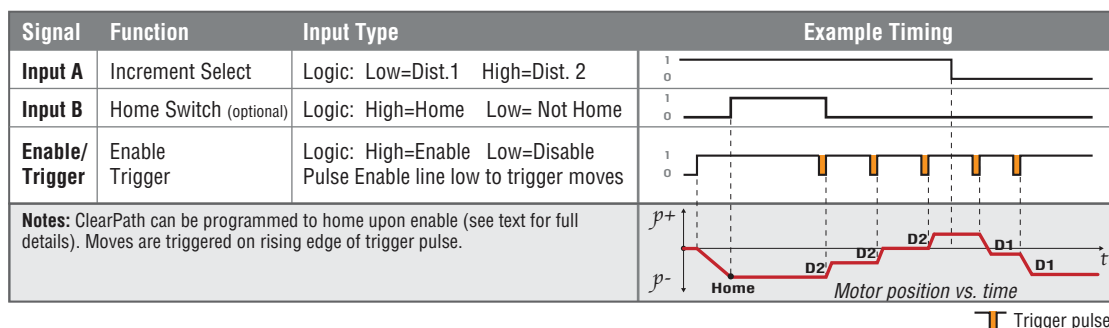 Signal Function Input Type Example Timing
Input A Increment Select Logic: Low=Dist.1 High=Dist. 2 1 0
Input B Home Switch (optional) Logic: High=Home Low= Not Home 1 0
Enable/ Enable Logic: High=Enable Low=Disable 1
Trigger Trigger Pulse Enable line low to trigger moves 0
Notes: ClearPath can be programmed to home upon enable (see text for full
details). Moves are triggered on rising edge of trigger pulse.
p+
D2 D1 t
D2
D2 D1
p- Home Motor position vs. time
Trigger pulse